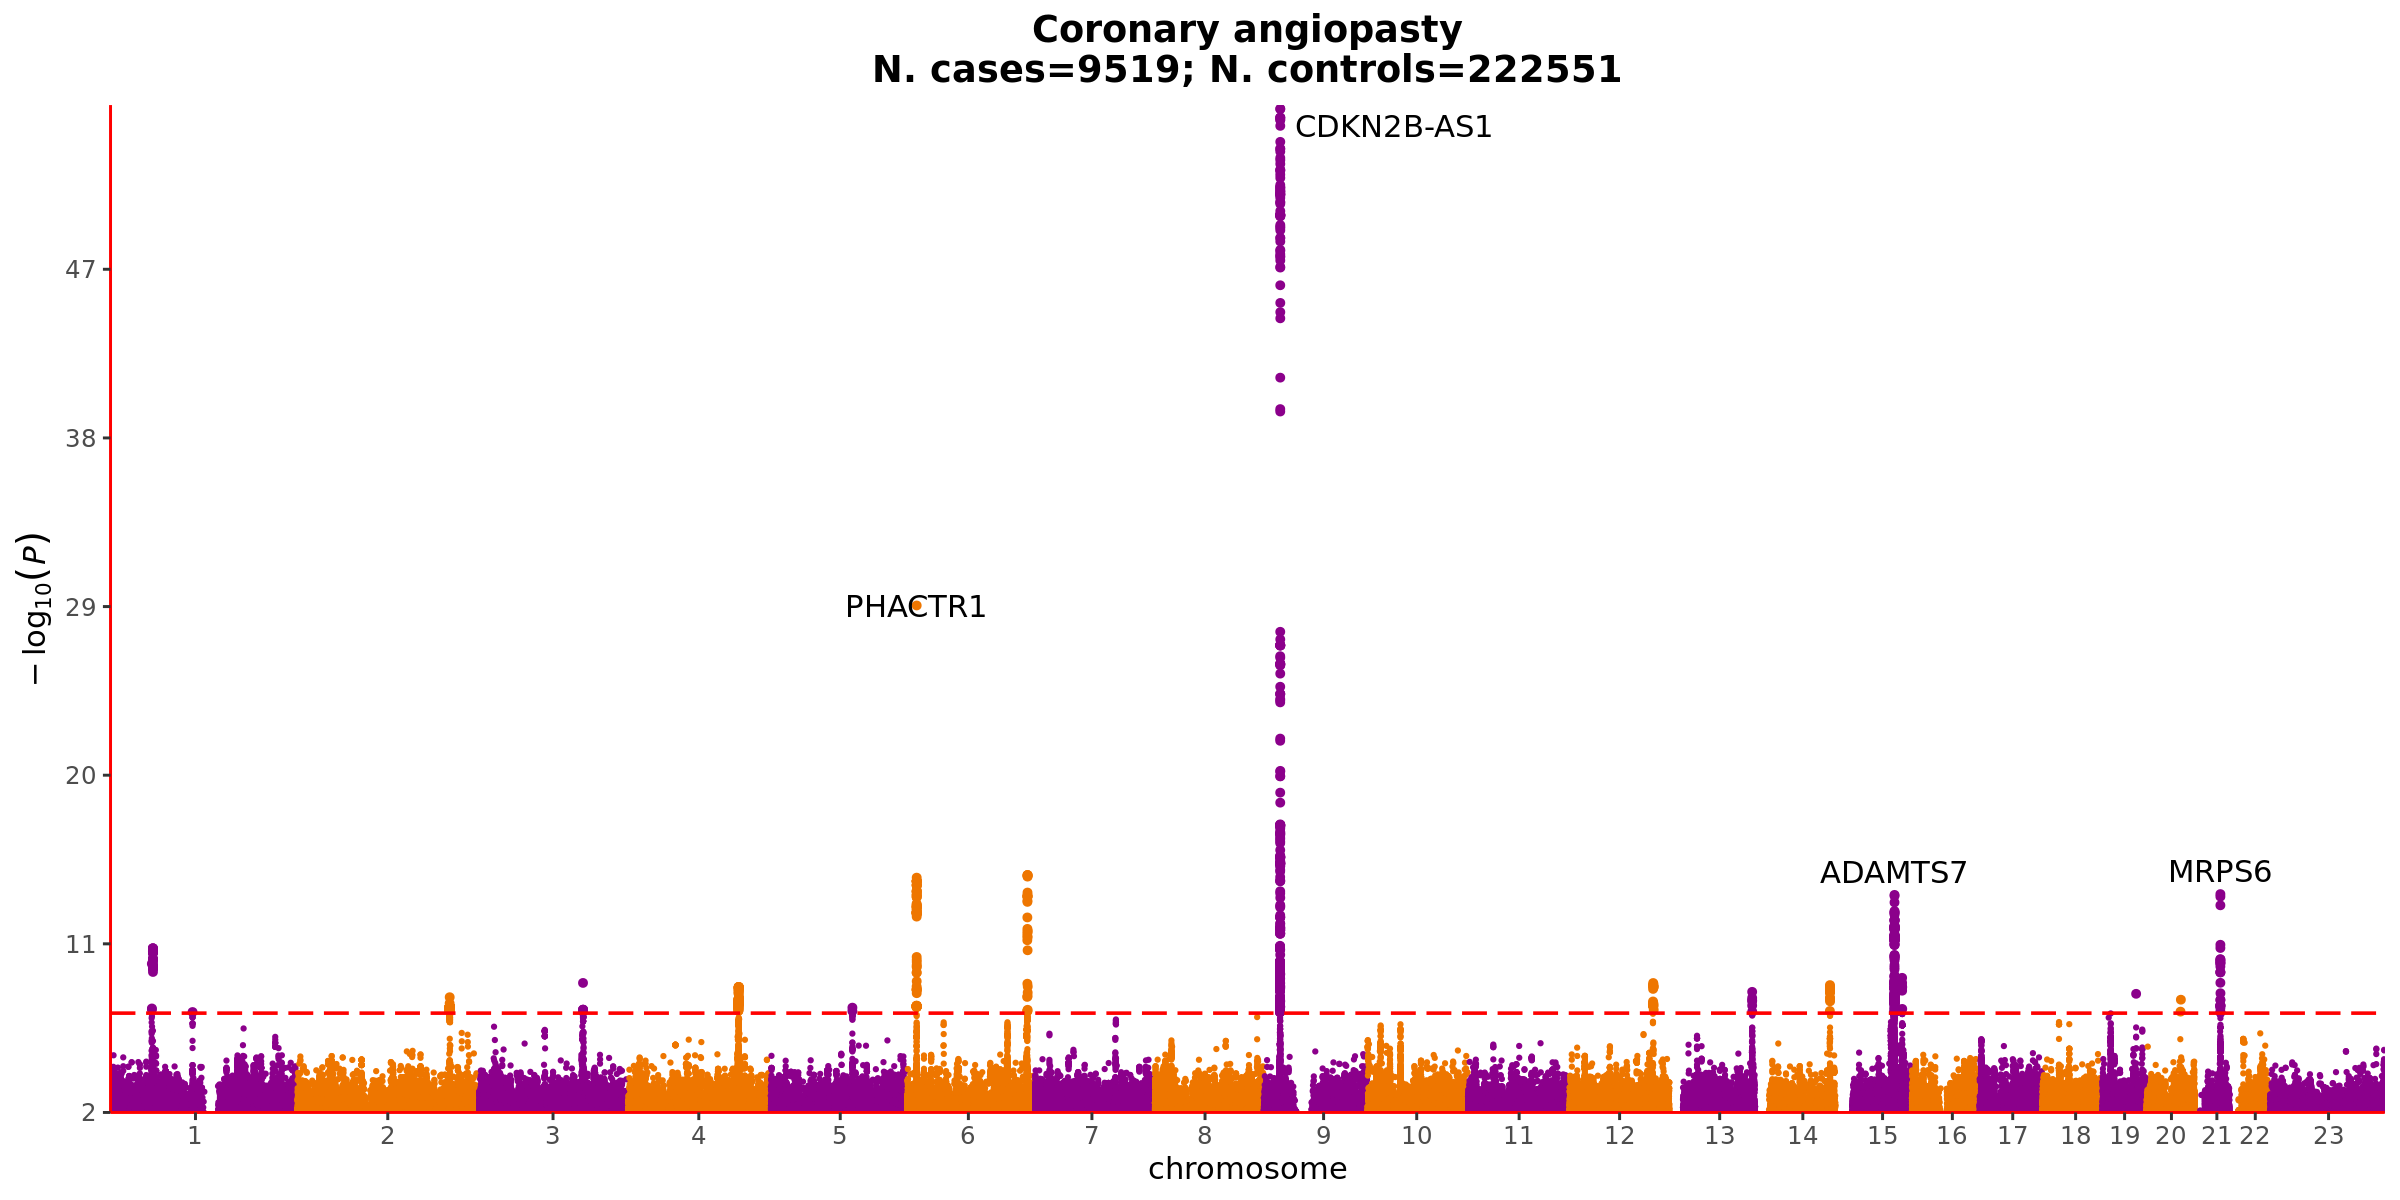 Coronary angiopasty
N. cases=9519; N. controls=222551
CDKN2B-AS1
47
38
PHACTR1
29
20
ADAMTS7
MRPS6
11
2
− log10(P)
1 2 3 4 5 6 7 8 9 10 11 12 13 14 15 16 17 18 19 20 21 22 23
chromosome